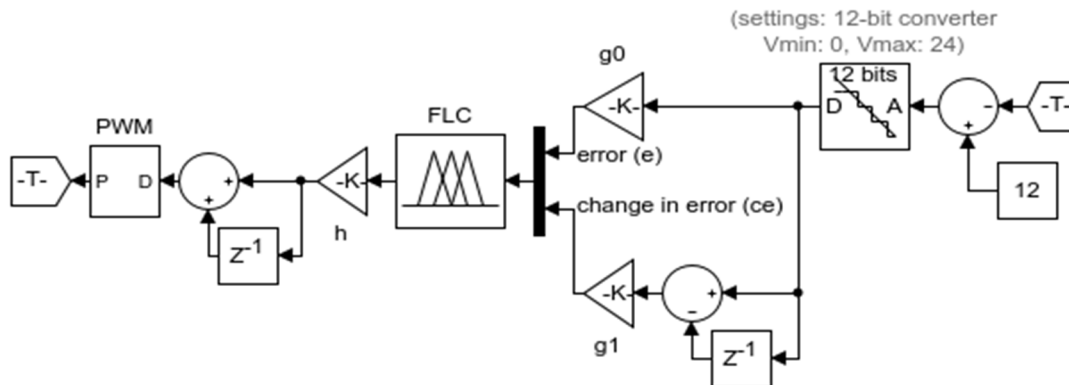 (settings: 12-bit converter
Vmin: 0, Vmax: 24)
g0
12 bits
D
A
-
+
-T-
12
-K-
error (e)
FLC
PWM
-T-
P
D
+
+
-K-
h
Z-1
change in error (ce)
-K-
g1
+
-
Z-1